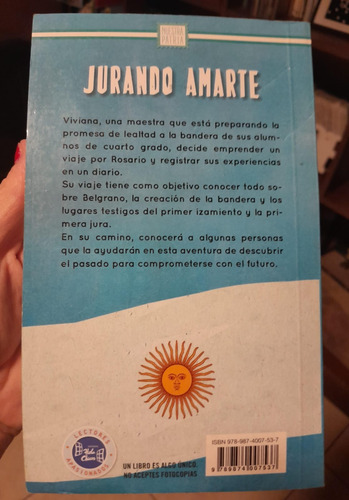 JURANDO AMARTE
Viviana, una maestra que está preparando la
promesa de lealtad a la bandera de sus alum-
nos de cuarto grado, decide emprender un
viaje por Rosario y registrar sus experiencias
en un diario.
Su viaje tiene como objetivo conocer todo so-
bre Belgrano, la creación de la bandera y los
lugares testigos del primer izamiento y la pri-
mera jura.
En su camino, conocerá a algunas personas
que la ayudarán en esta aventura de descubrir
el pasado para comprometerse con el futuro.
LECTORES
APASIONADOS
UN LIBRO ES ALGO ÚNICO,
NO ACEPTES FOTOCOPIAS
ISBN 978-987-4007-53-7
9789874007537